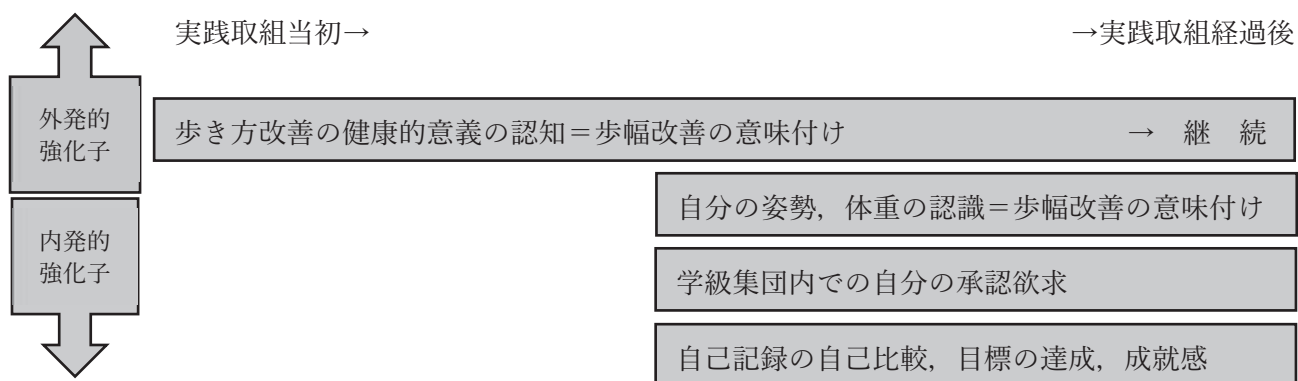 実践取組当初→
→実践取組経過後
外発的
強化子
歩き方改善の健康的意義の認知＝歩幅改善の意味付け → 継 続
自分の姿勢，体重の認識＝歩幅改善の意味付け
内発的
強化子
学級集団内での自分の承認欲求
自己記録の自己比較，目標の達成，成就感